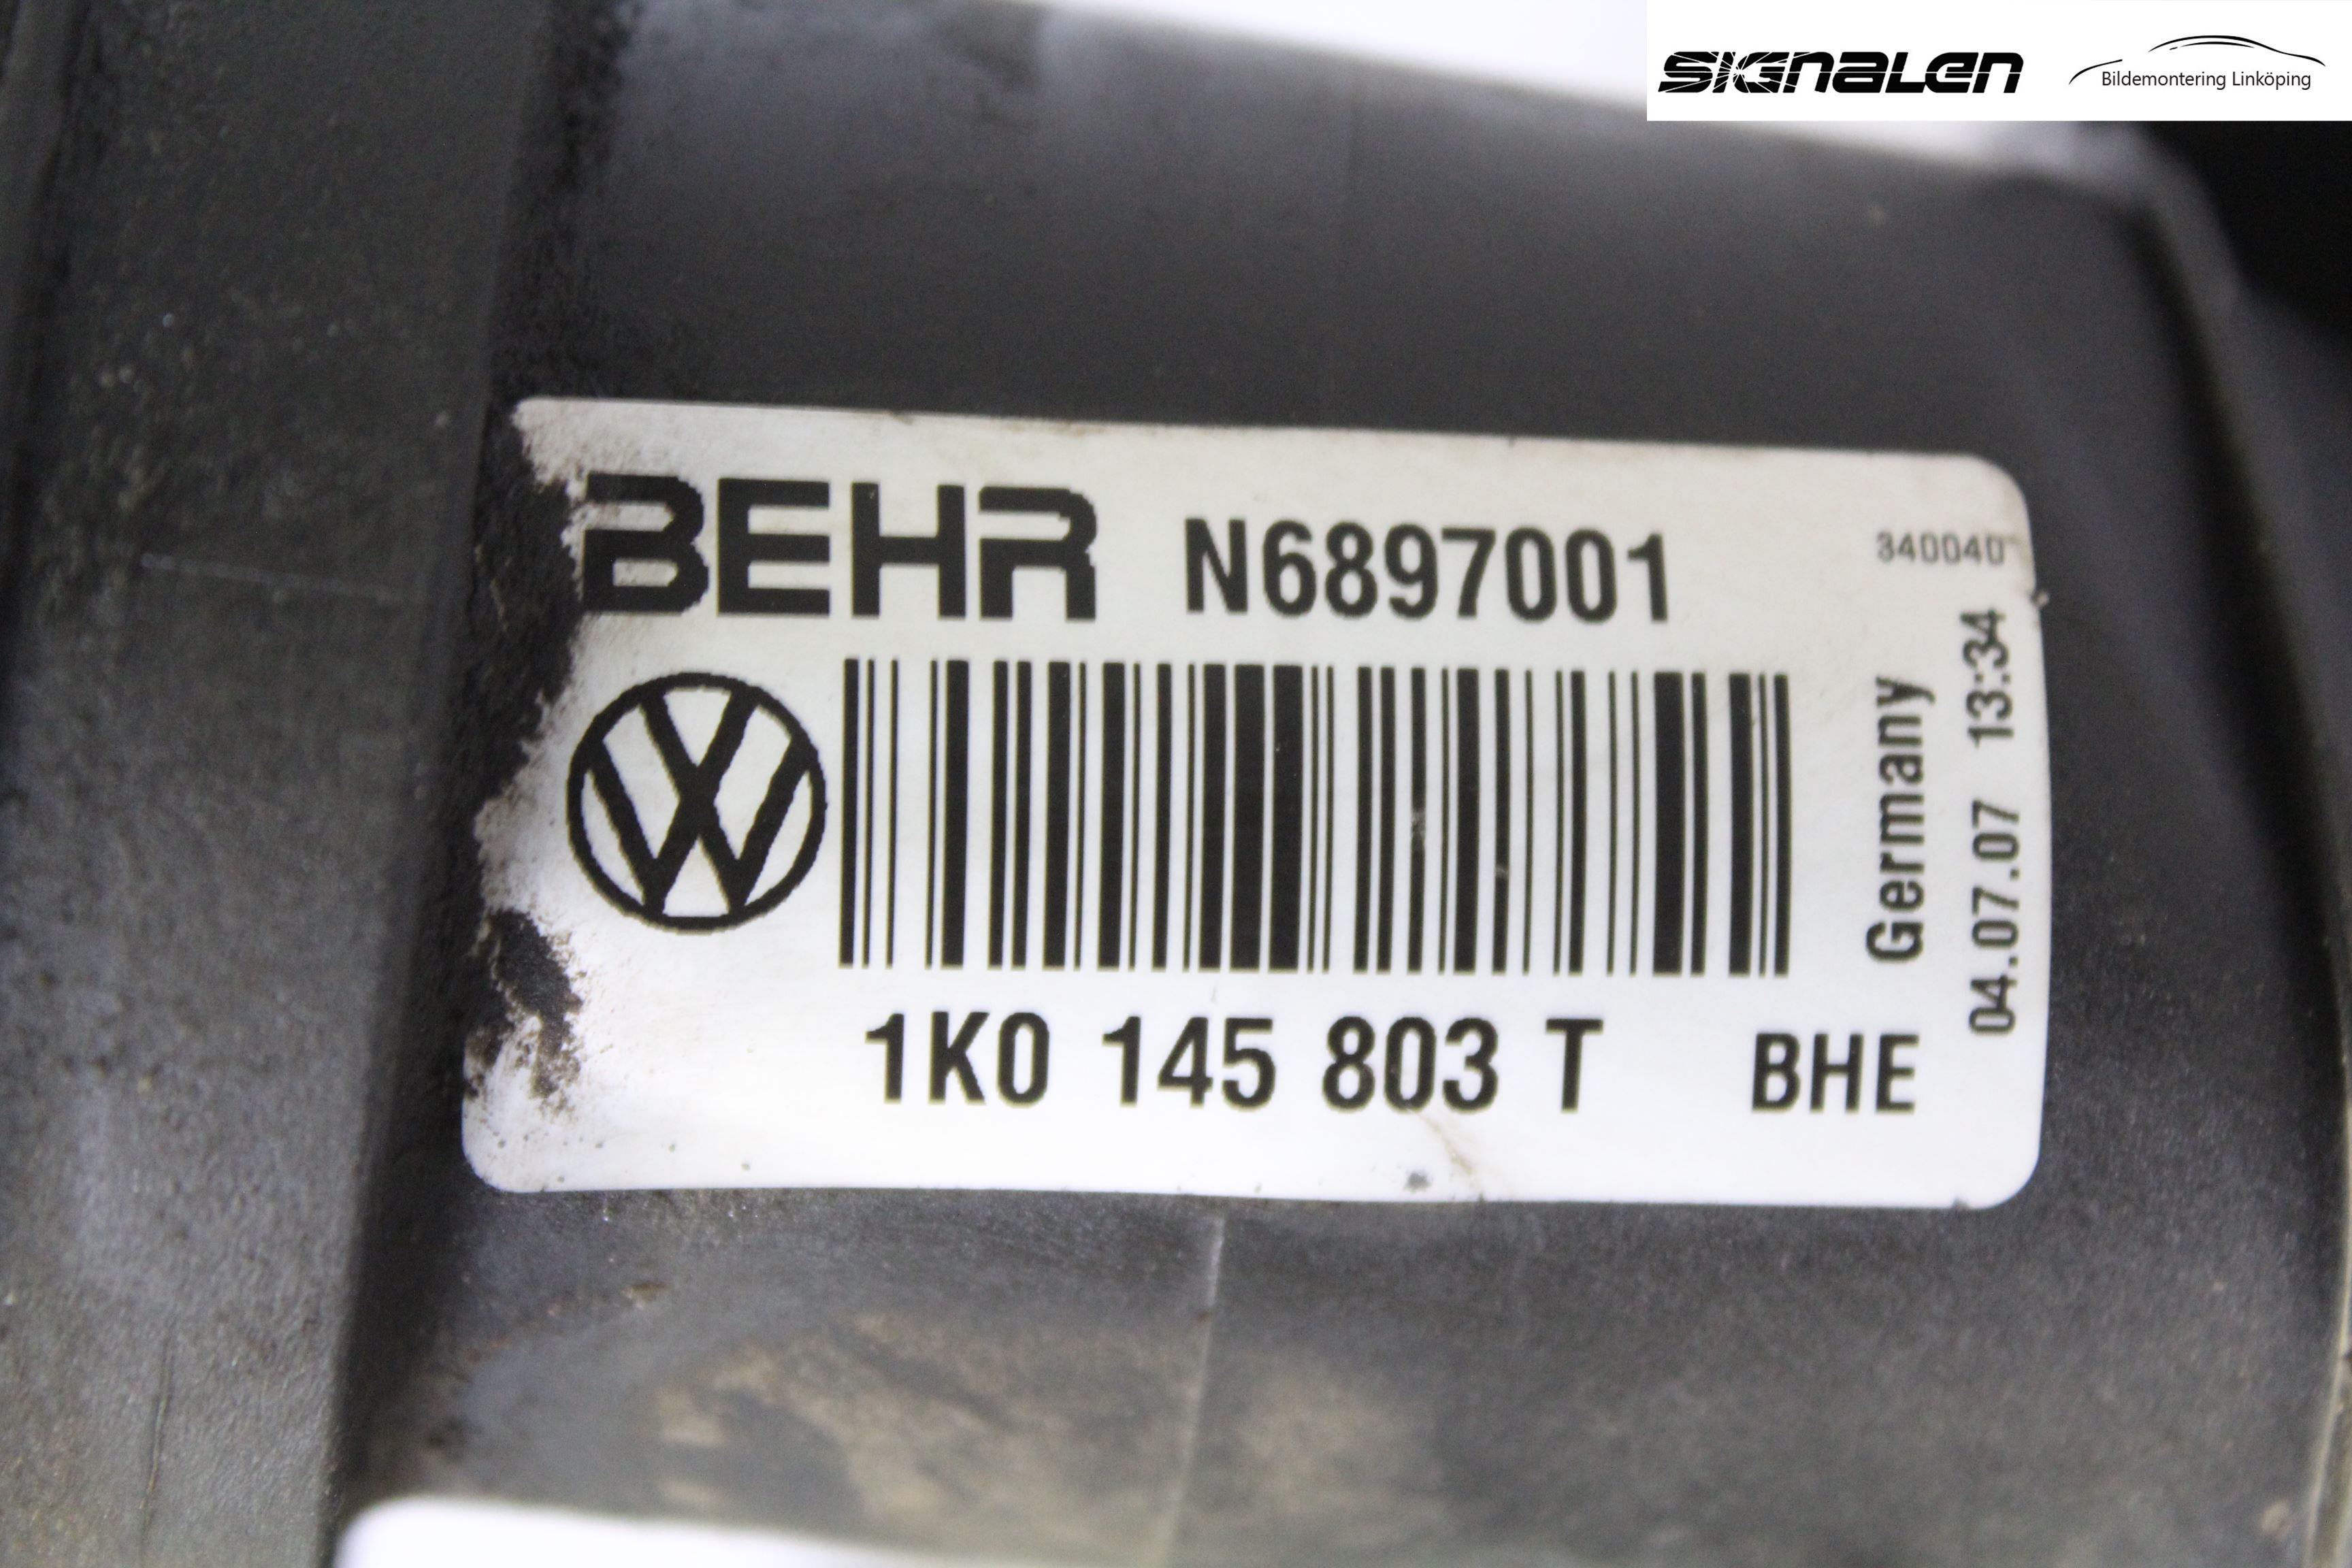 SIGNALEN
Bildemontering Linköping
BEHR N6897001
340040
Germany
04.07.07 13:34
1K0 145 803 T BHE